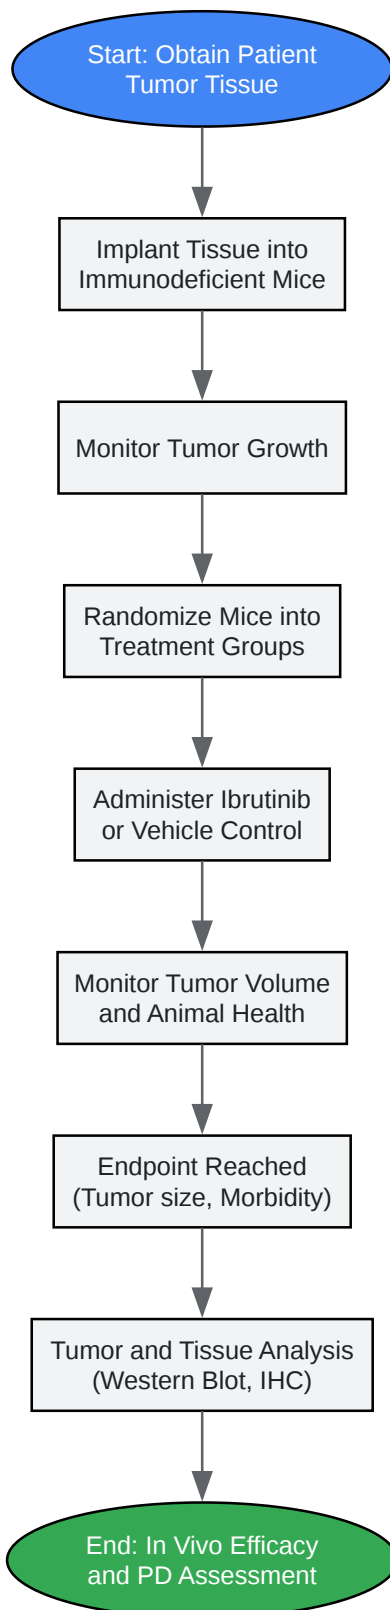 Start: Obtain Patient
Tumor Tissue
Implant Tissue into
Immunodeficient Mice
Monitor Tumor Growth
Randomize Mice into
Treatment Groups
Administer Ibrutinib
or Vehicle Control
Monitor Tumor Volume
and Animal Health
Endpoint Reached
(Tumor size, Morbidity)
Tumor and Tissue Analysis
(Western Blot, IHC)
End: In Vivo Efficacy
and PD Assessment